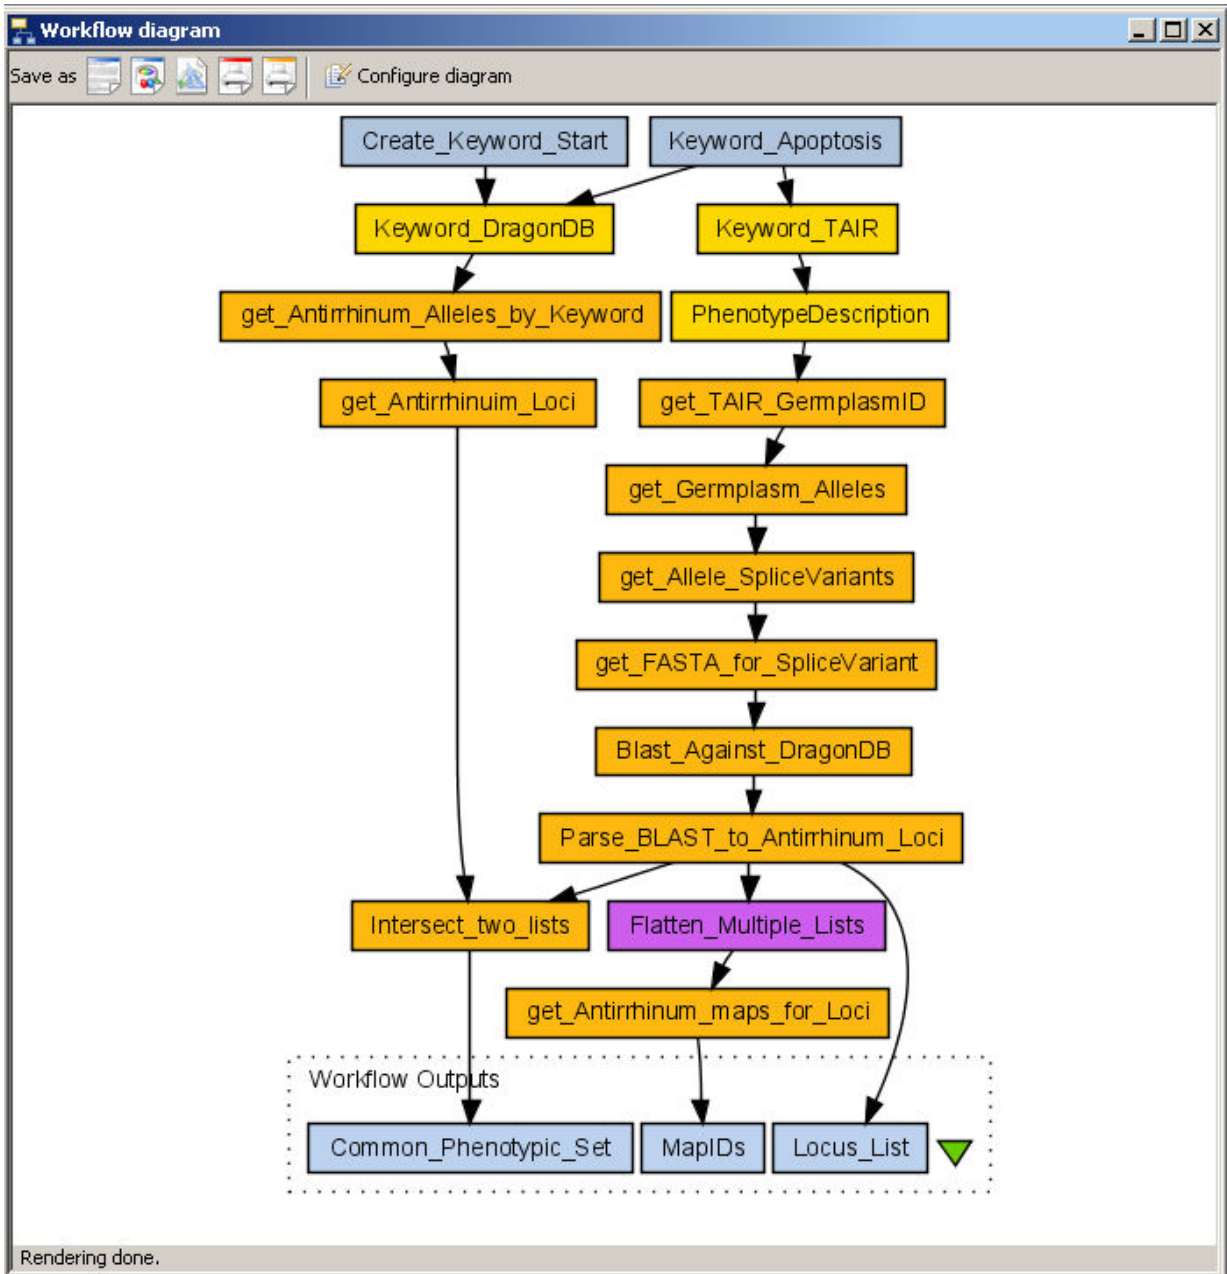 Workflow diagram
Save as
Configure diagram
Create_Keyword_Start
Keyword_Apoptosis
Keyword_DragonDB
Keyword_TAIR
get_Antirrhinum_Alleles_by_Keyword
PhenotypeDescription
get_Antirrhinuim_Loci
get_TAIR_GermplasmID
get_Germplasm_Alleles
get_Allele_SpliceVariants
get_FASTA_for_SpliceVariant
Blast_Against_DragonDB
Parse_BLAST_to_Antirrhinum_Loci
Intersect_two_lists
Flatten_Multiple_Lists
get_Antirrhinum_maps_for_Loci
Workflow Outputs
Common_Phenotypic_Set
MapIDs
Locus_List
Rendering done.